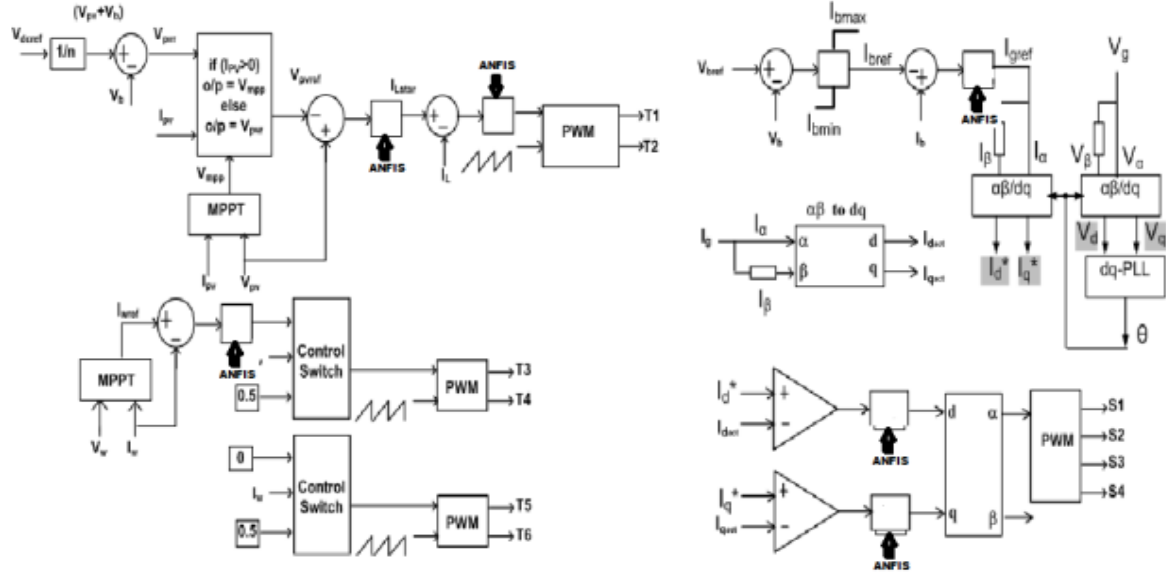 (Vpv+Vb)
Vdcref
1/n
+
−
Vb
Vpvr
Ipv
if (IPV>0)
o/p = Vmpp
else
o/p = Vpvr
Vmpp
MPPT
Ipv
Vpv
Vpvref
−
+
ANFIS
+
−
IL
ANFIS
PWM
T1
T2
Iwref
+
−
MPPT
Vw
Iw
ANFIS
0.5
Control
Switch
PWM
T3
T4
0
Iw
0.5
Control
Switch
PWM
T5
T6
Vbref
+
−
Vb
Ibmax
Ibmin
Ibref
−
+
Ib
ANFIS
Igref
Iβ
Iα
αβ/dq
Id*
Iq*
Vg
Vβ
Vα
αβ/dq
Vd
Vq
dq-PLL
θ̂
αβ to dq
Ig
Iα
Iβ
α
β
d
q
Idact
Iqact
Id*
Idact
+
−
ANFIS
Iq*
Iqact
+
−
ANFIS
d
q
α
β
PWM
S1
S2
S3
S4